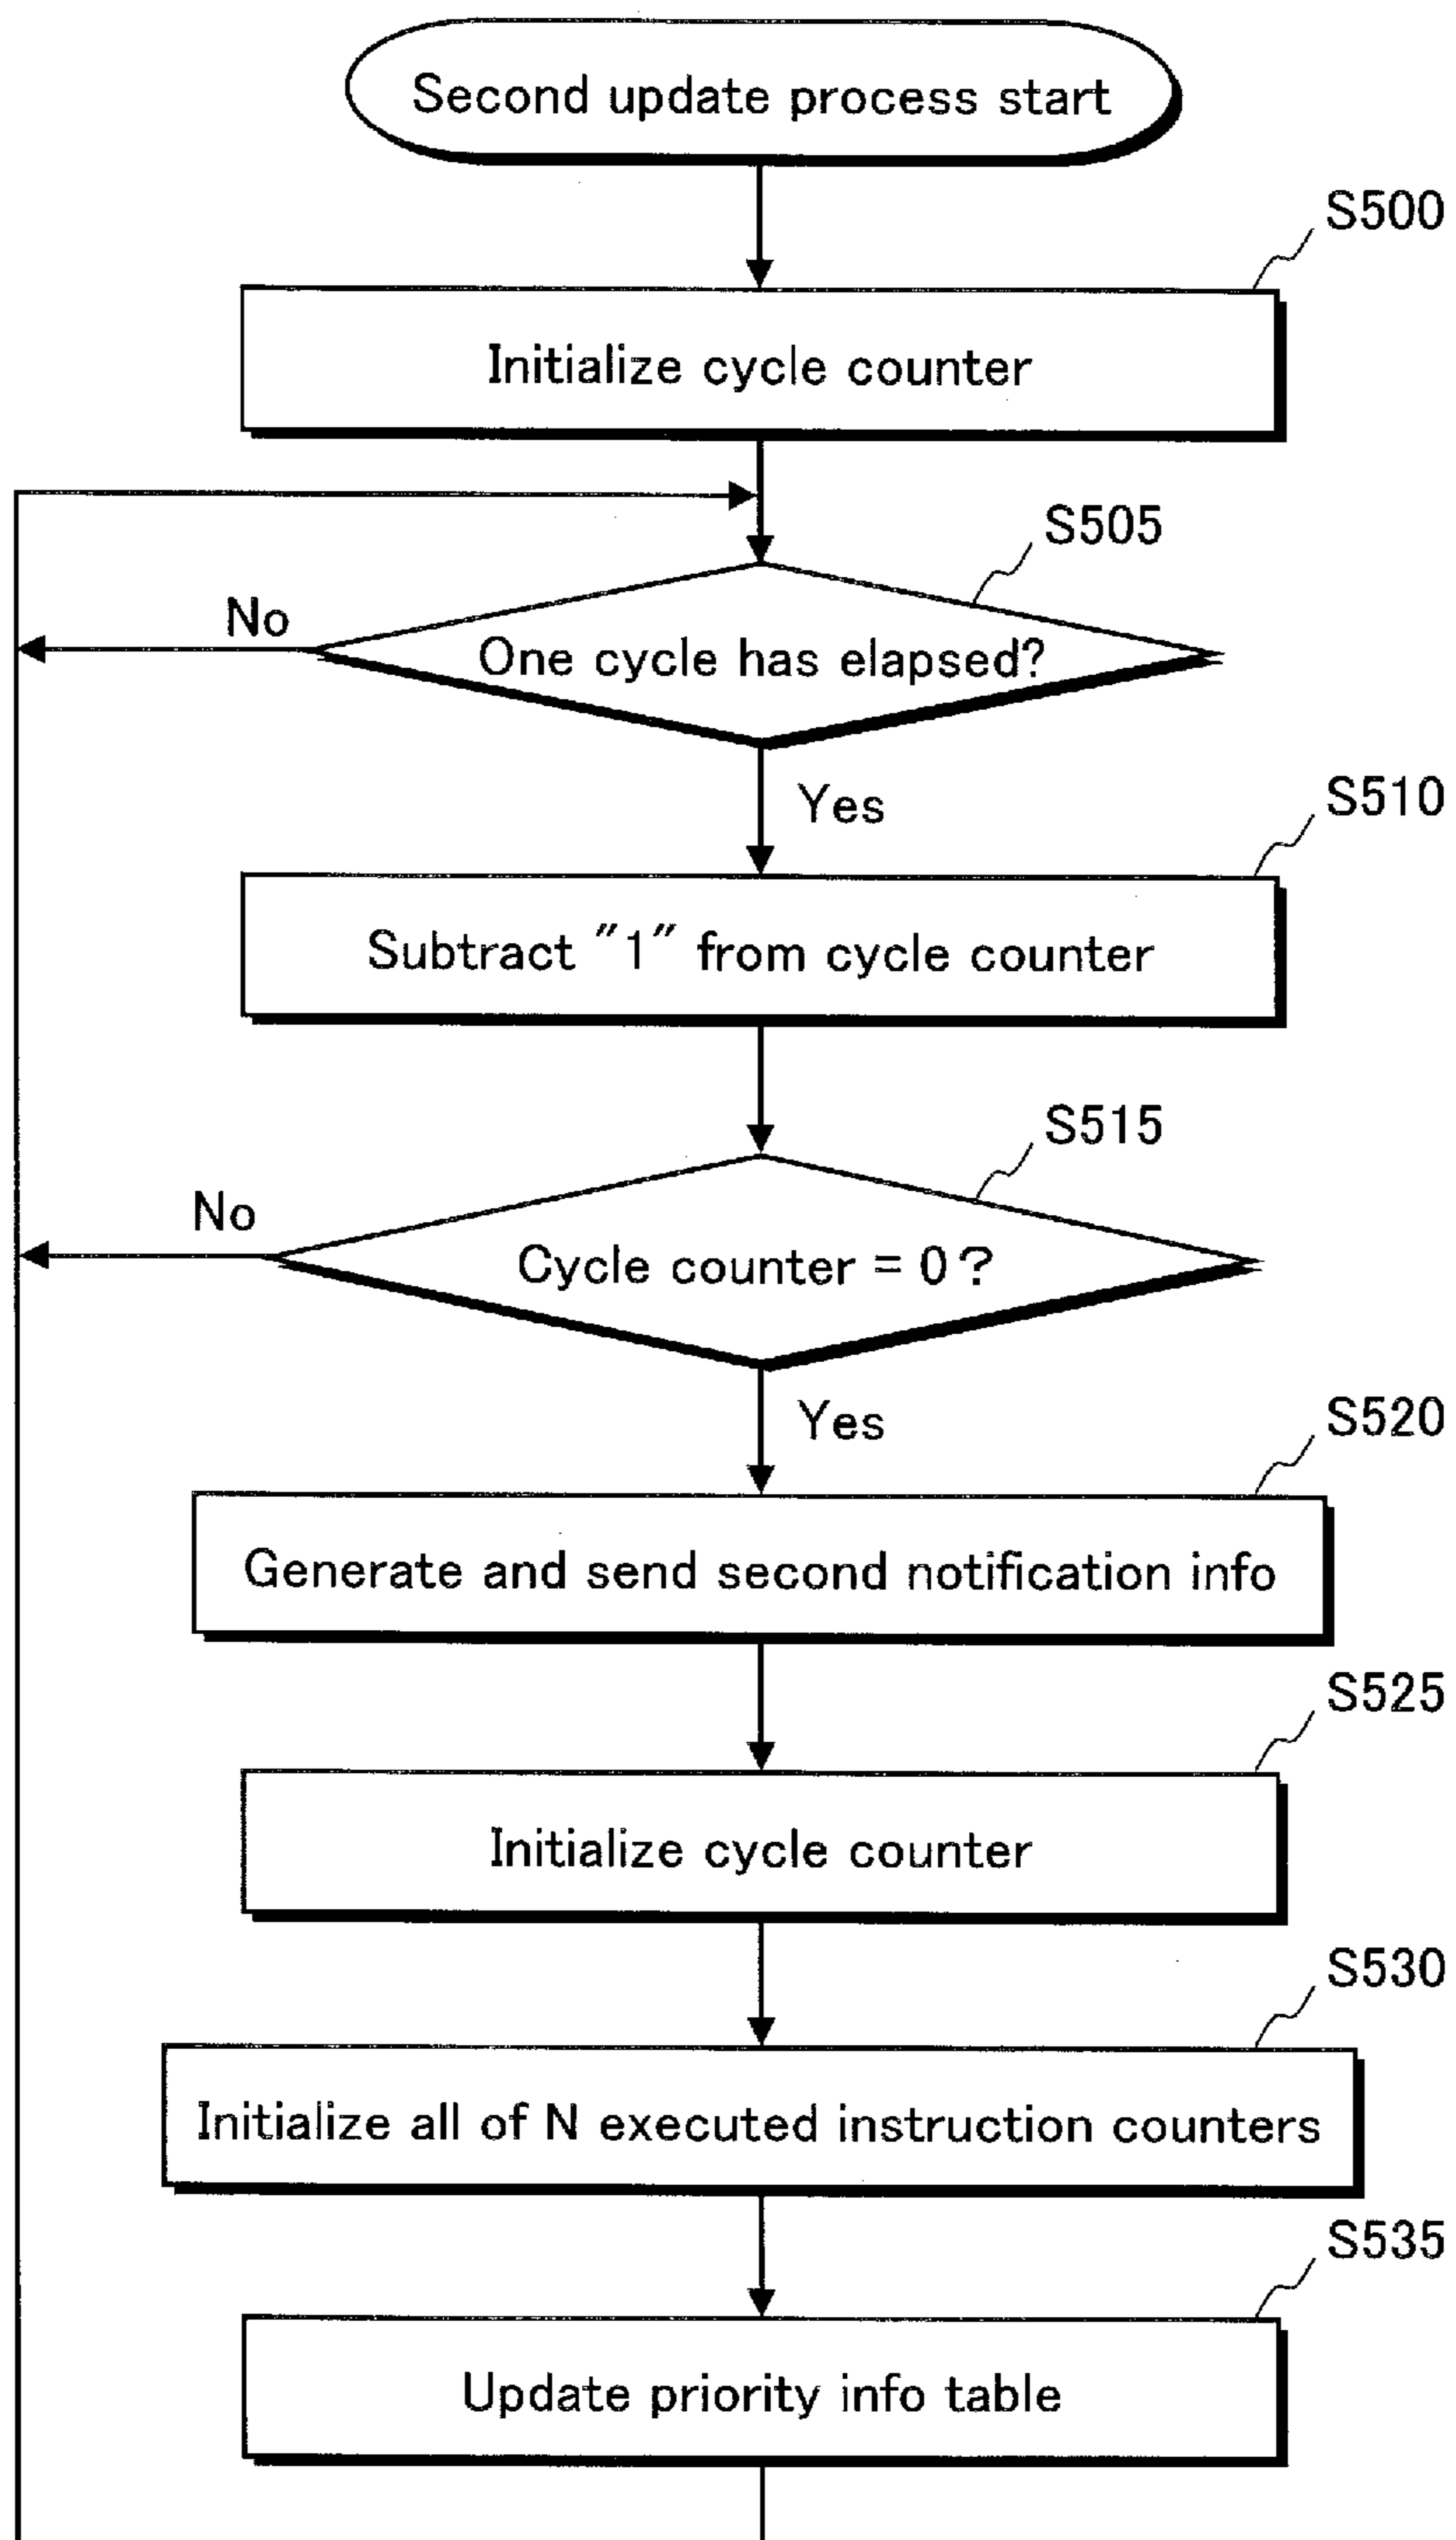 Second update process start
S500
Initialize cycle counter
S505
No
One cycle has elapsed?
Yes
S510
Subtract "1" from cycle counter
S515
No
Cycle counter = 0?
Yes
S520
Generate and send second notification info
S525
Initialize cycle counter
S530
Initialize all of N executed instruction counters
S535
Update priority info table